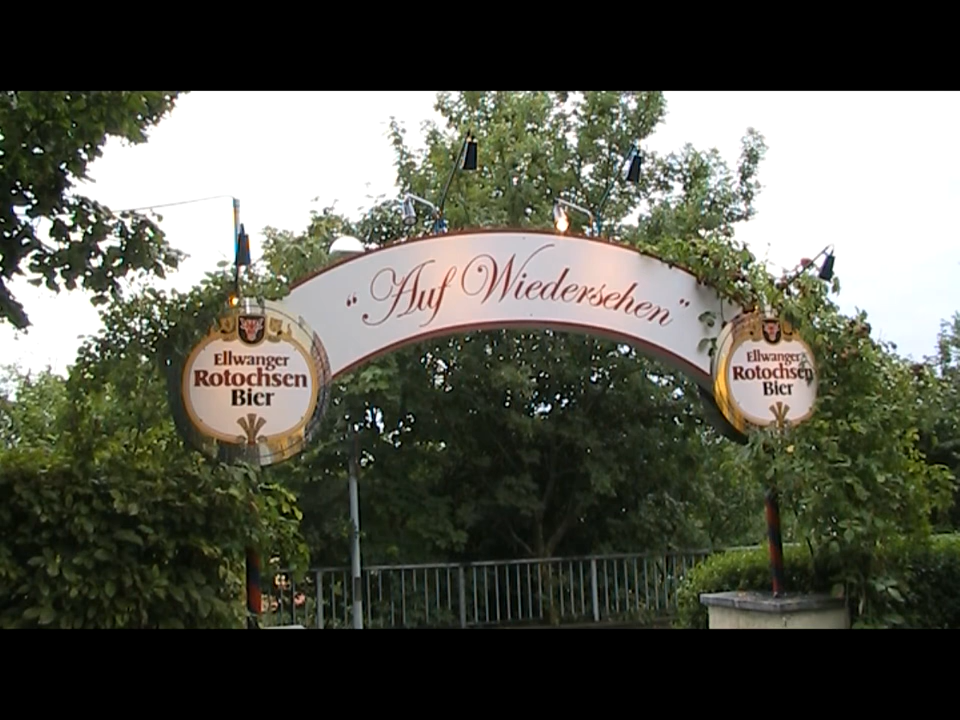 "Auf Wiedersehen"
Ellwanger
Rotochsen
Bier
Ellwanger
Rotochsen
Bier